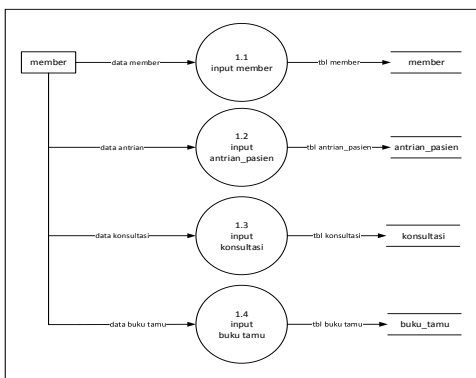 member
data member
1.1
input member
tbl member
member
data antrian
1.2
input
antrian_pasien
tbl antrian_pasien
antrian_pasien
data konsultasi
1.3
input
konsultasi
tbl konsultasi
konsultasi
data buku tamu
1.4
input
buku tamu
tbl buku tamu
buku_tamu